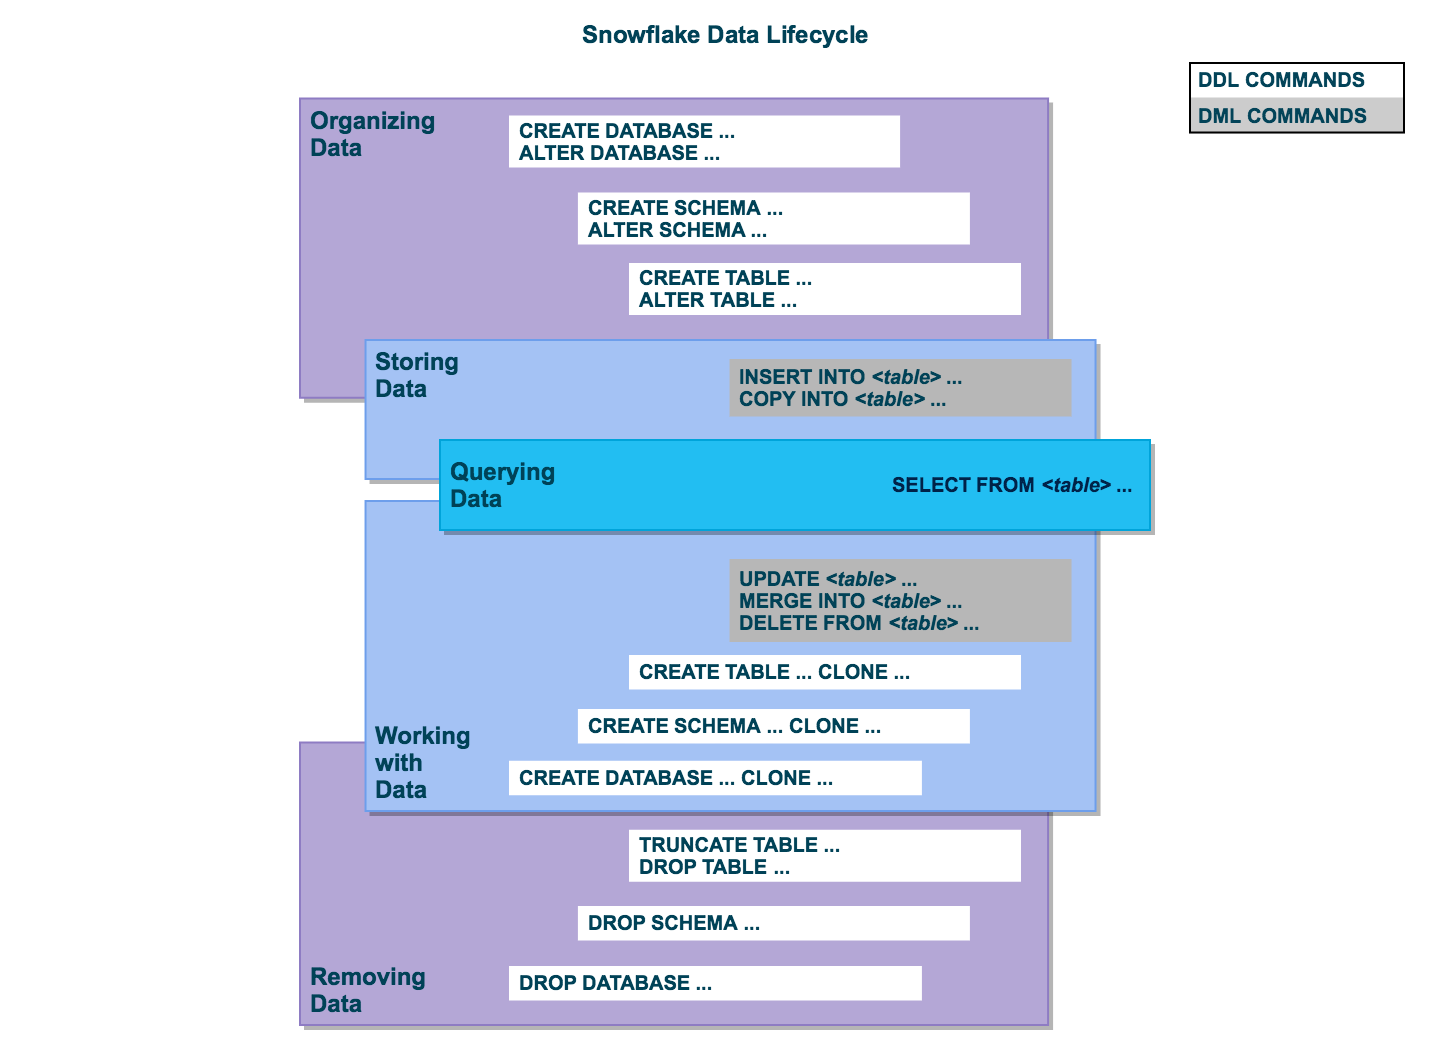 Snowflake Data Lifecycle
DDL COMMANDS
DML COMMANDS
Organizing
Data
CREATE DATABASE ...
ALTER DATABASE ...
CREATE SCHEMA ...
ALTER SCHEMA ...
CREATE TABLE ...
ALTER TABLE ...
Storing
Data
INSERT INTO <table> ...
COPY INTO <table> ...
Querying
Data
SELECT FROM <table> ...
UPDATE <table> ...
MERGE INTO <table> ...
DELETE FROM <table> ...
CREATE TABLE ... CLONE ...
CREATE SCHEMA ... CLONE ...
Working
with
Data
CREATE DATABASE ... CLONE ...
TRUNCATE TABLE ...
DROP TABLE ...
DROP SCHEMA ...
Removing
Data
DROP DATABASE ...